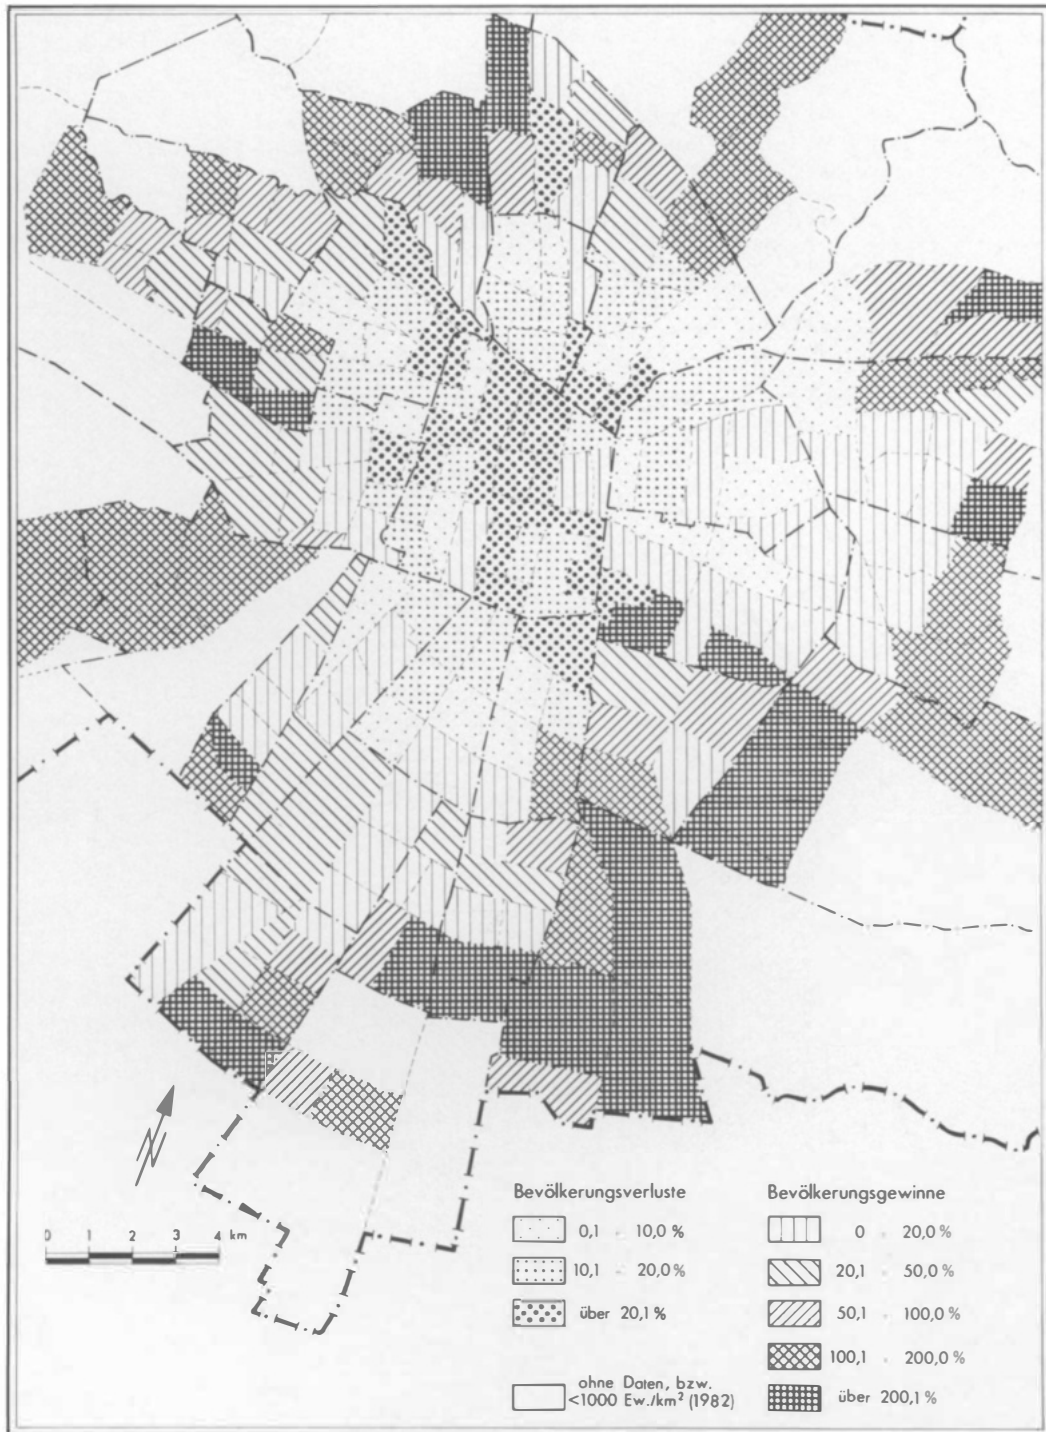 0 1 2 3 4 km
Bevölkerungsverluste
0,1 - 10,0 %
10,1 - 20,0 %
über 20,1 %
ohne Daten, bzw.
<1000 Ew./km² (1982)
Bevölkerungsgewinne
0 - 20,0 %
20,1 - 50,0 %
50,1 - 100,0 %
100,1 - 200,0 %
über 200,1 %